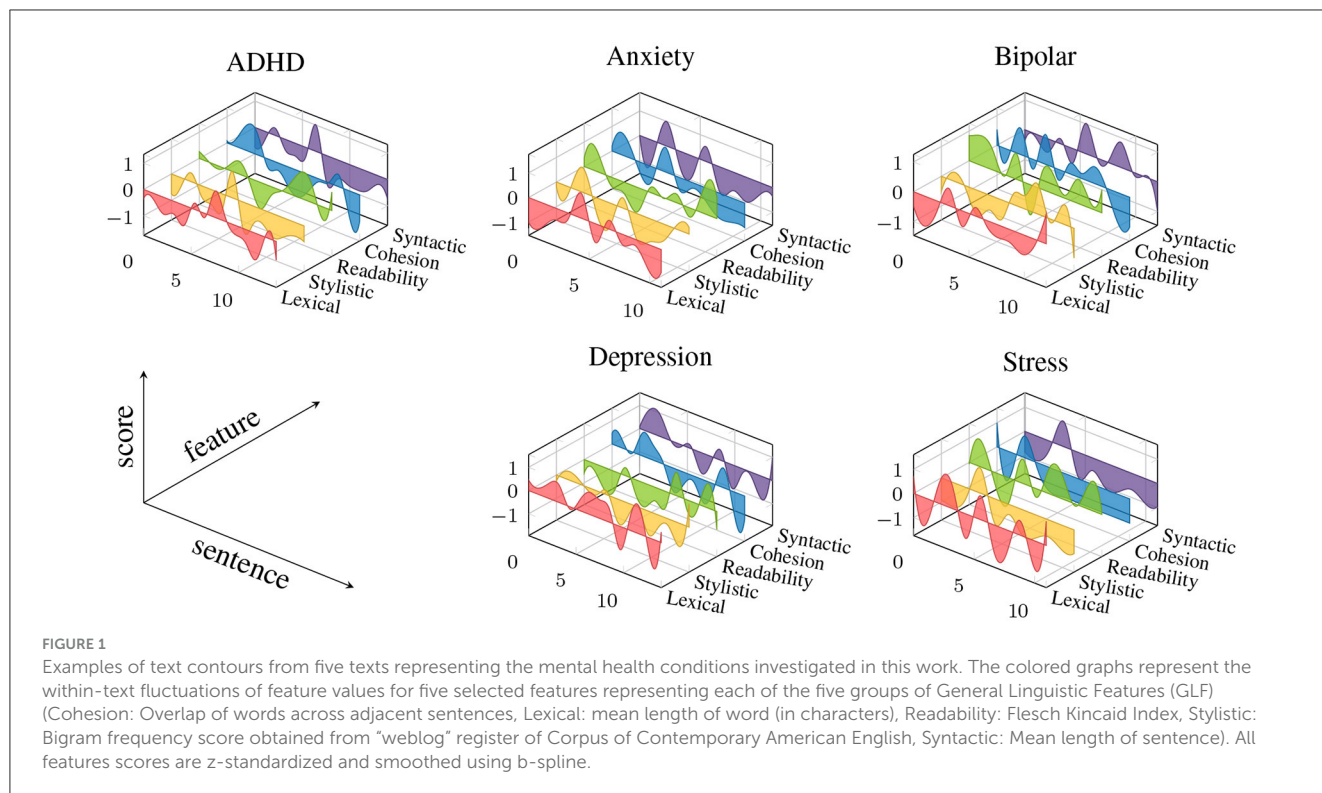 ADHD
1
0
−1
0
5
10
Syntactic
Cohesion
Readability
Stylistic
Lexical
Anxiety
1
0
−1
0
5
10
Syntactic
Cohesion
Readability
Stylistic
Lexical
Bipolar
1
0
−1
0
5
10
Syntactic
Cohesion
Readability
Stylistic
Lexical
score
feature
sentence
Depression
1
0
−1
0
5
10
Syntactic
Cohesion
Readability
Stylistic
Lexical
Stress
1
0
−1
0
5
10
Syntactic
Cohesion
Readability
Stylistic
Lexical
FIGURE 1
Examples of text contours from five texts representing the mental health conditions investigated in this work. The colored graphs represent the
within-text fluctuations of feature values for five selected features representing each of the five groups of General Linguistic Features (GLF)
(Cohesion: Overlap of words across adjacent sentences, Lexical: mean length of word (in characters), Readability: Flesch Kincaid Index, Stylistic:
Bigram frequency score obtained from “weblog” register of Corpus of Contemporary American English, Syntactic: Mean length of sentence). All
features scores are z-standardized and smoothed using b-spline.